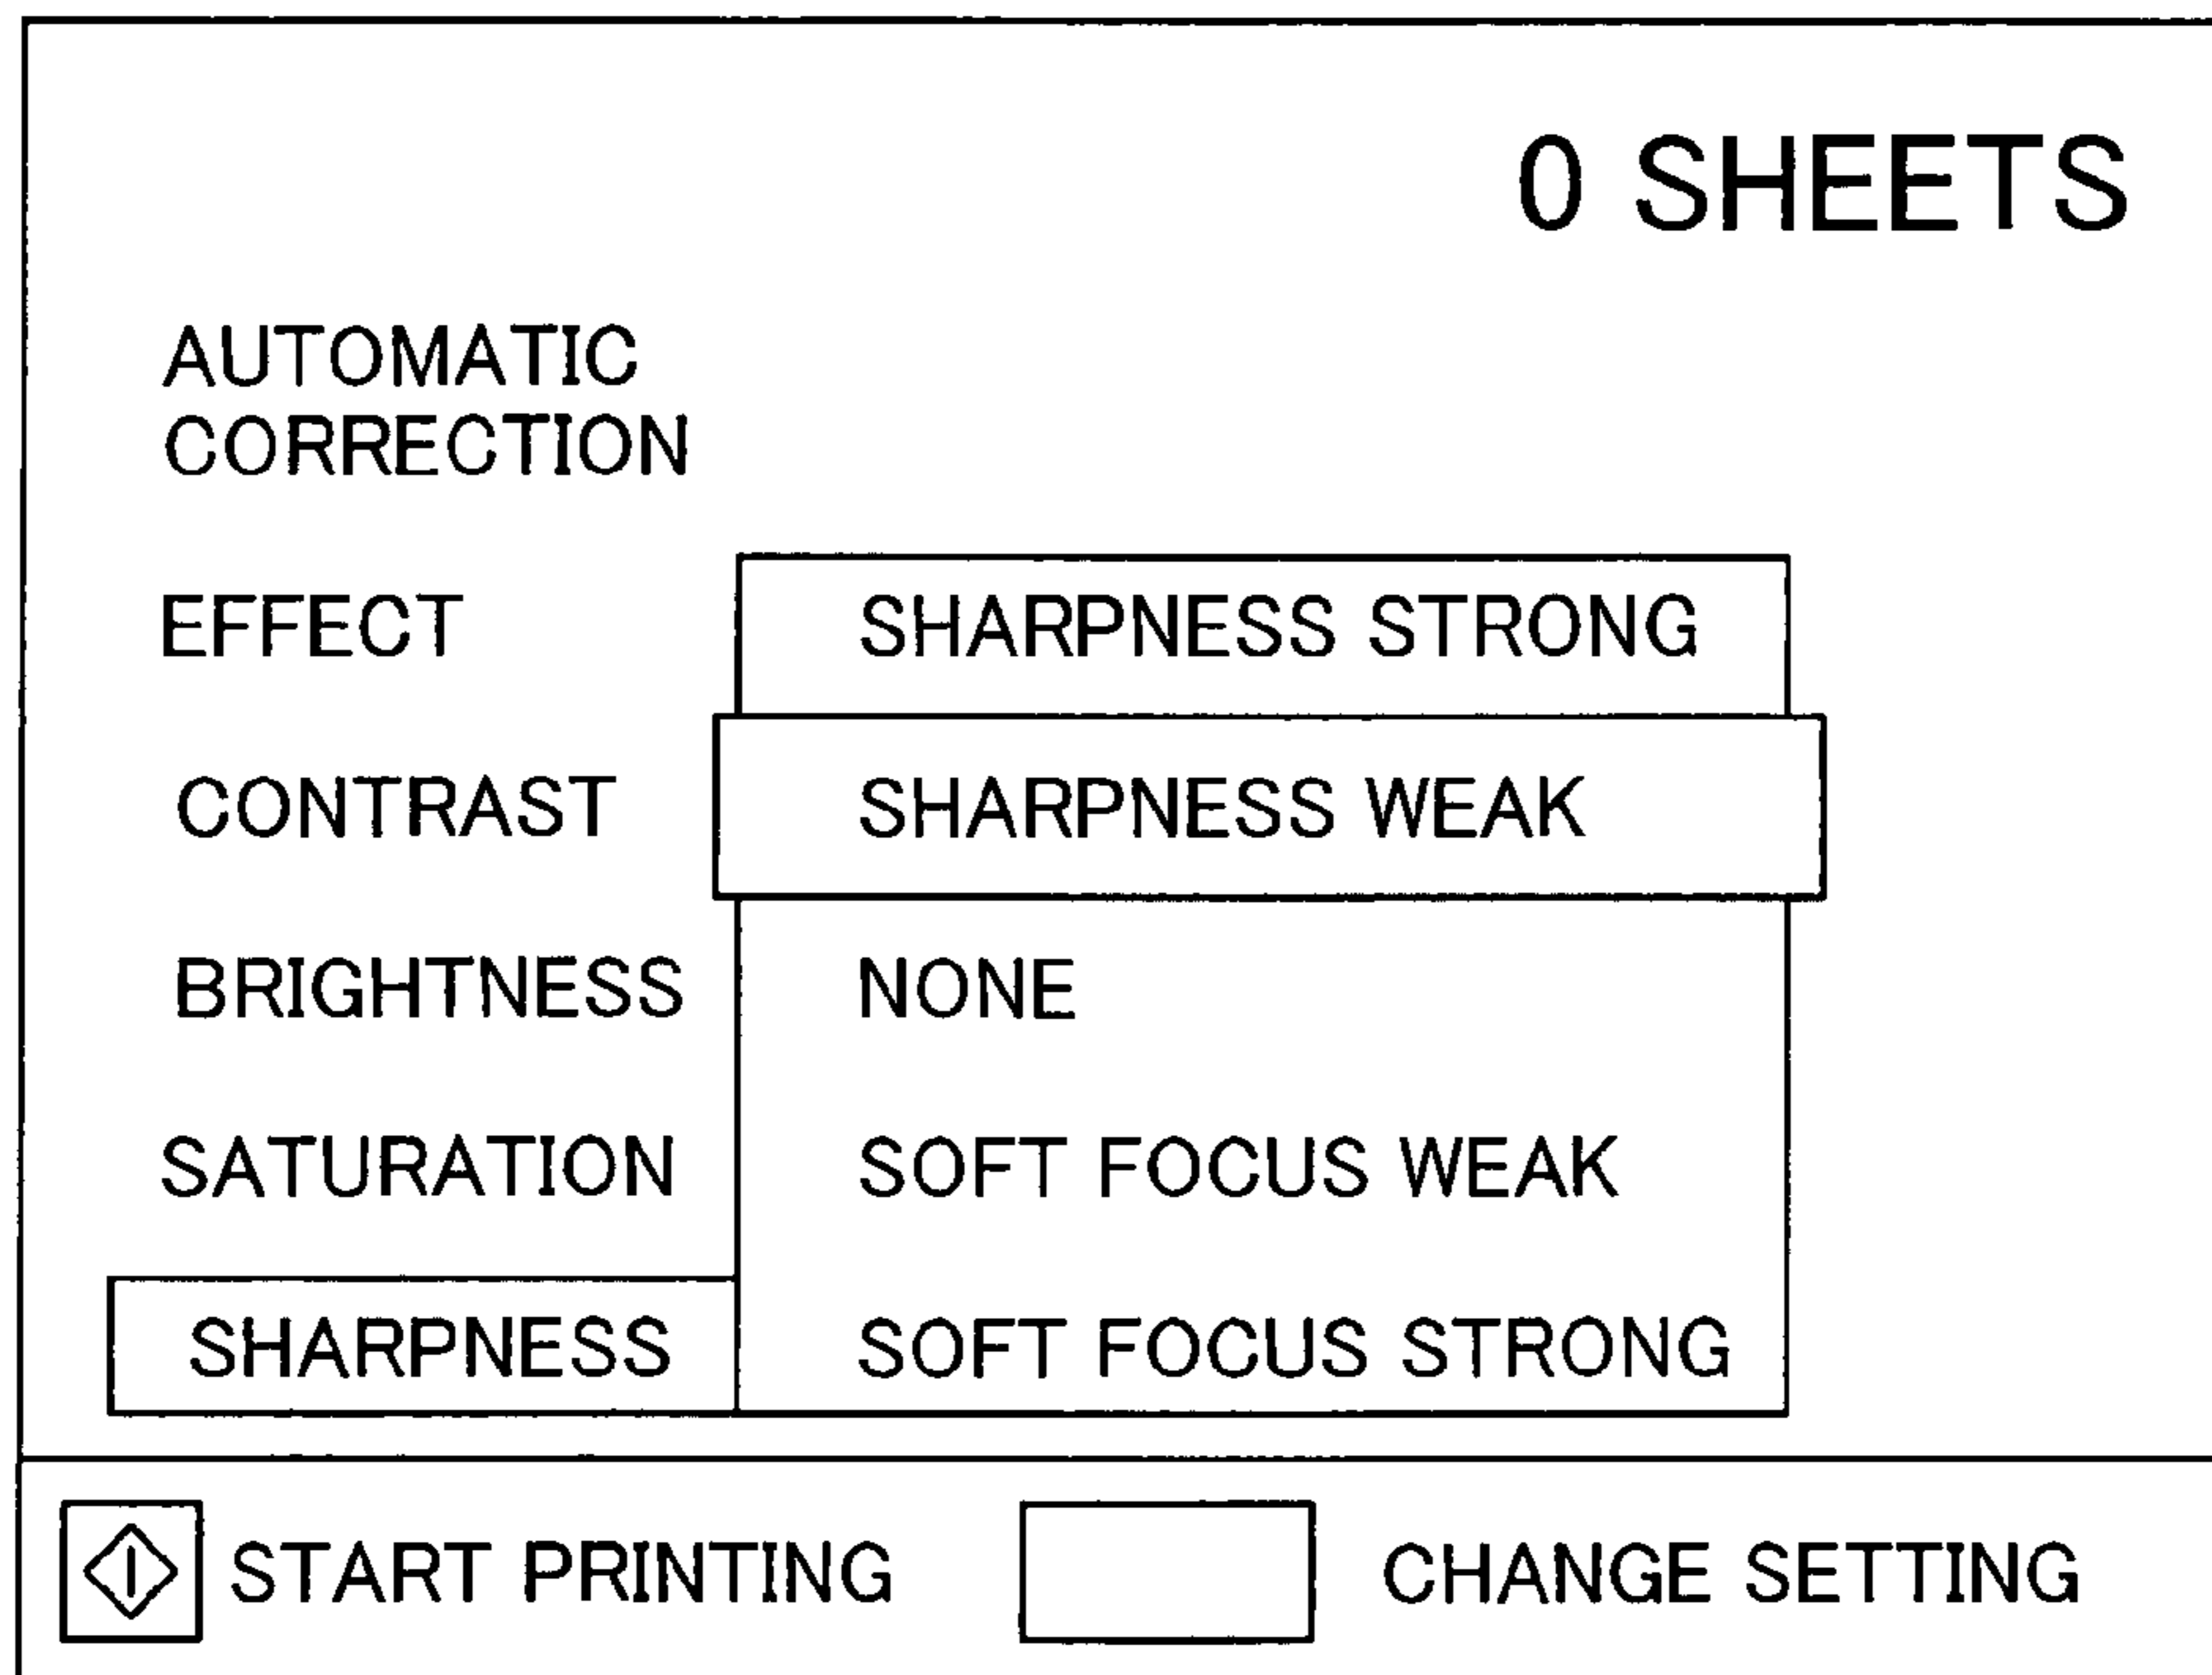 0 SHEETS
AUTOMATIC
CORRECTION
EFFECT
CONTRAST
BRIGHTNESS
SATURATION
SHARPNESS
SHARPNESS STRONG
SHARPNESS WEAK
NONE
SOFT FOCUS WEAK
SOFT FOCUS STRONG
START PRINTING
CHANGE SETTING